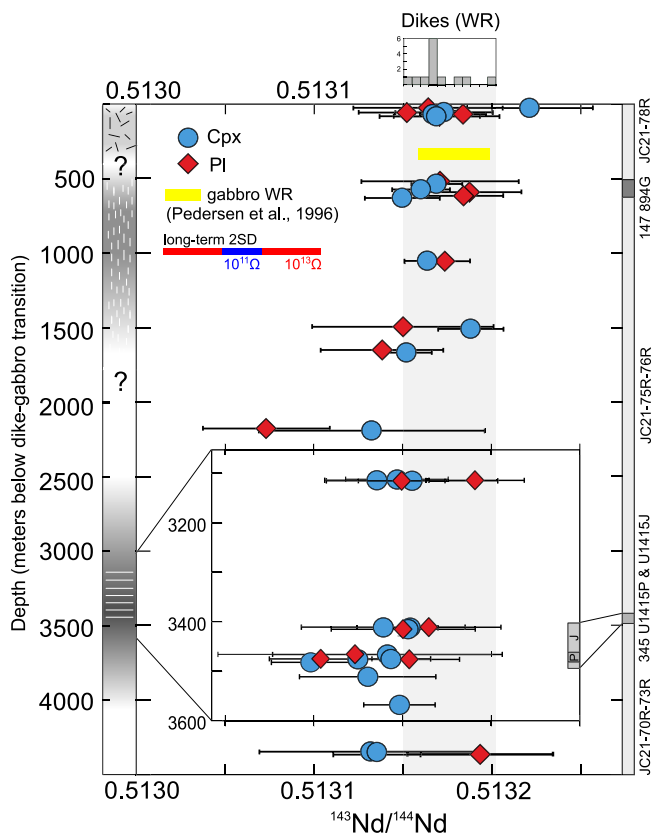 Dikes (WR)
6
4
2
0
0.5130
0.5131
Cpx
Pl
gabbro WR
(Pedersen et al., 1996)
long-term 2SD
10¹¹Ω
10¹³Ω
?
?
Depth (meters below dike-gabbro transition)
500
1000
1500
2000
2500
3000
3500
4000
3200
3400
3600
JC21-78R
147 894G
JC21-75R-76R
345 U1415P & U1415J
JC21-70R-73R
P J
0.5130
0.5131
0.5132
¹⁴³Nd/¹⁴⁴Nd